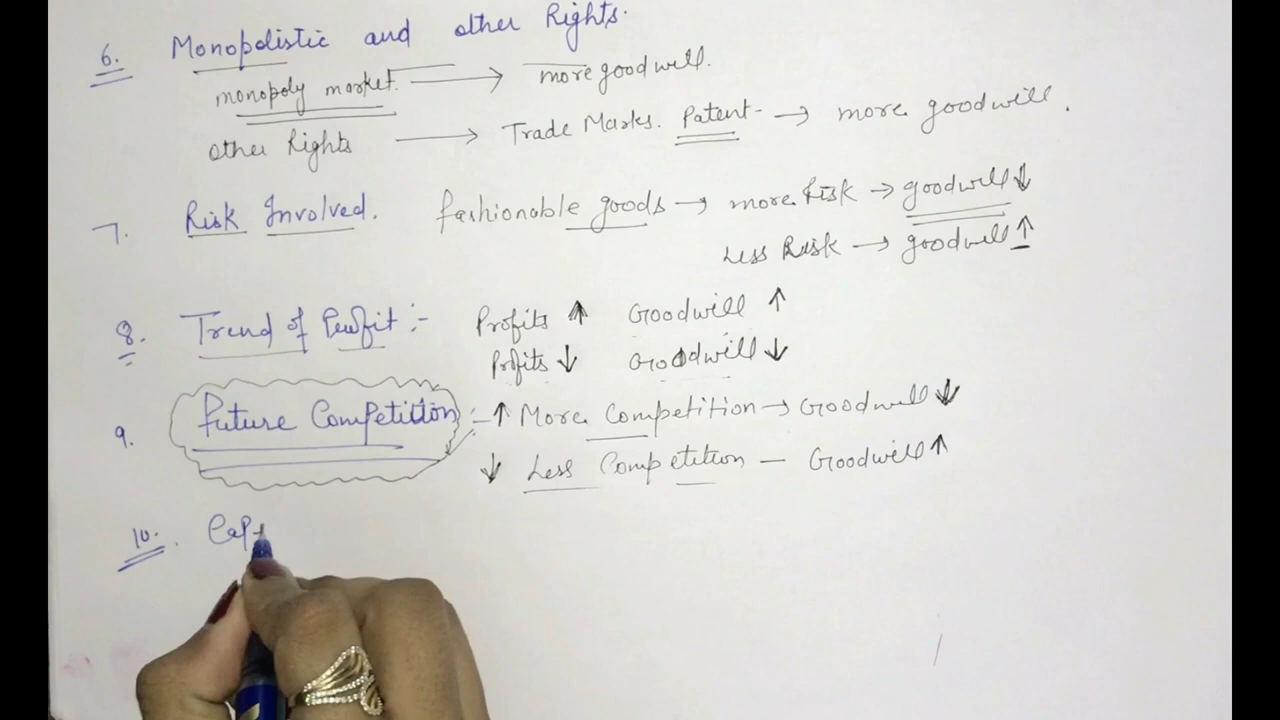 6. Monopolistic and other Rights.
monopoly market. → more goodwill.
other Rights → Trade Marks. Patent - → more goodwill.
7. Risk Involved. fashionable goods → more Risk → goodwill ↓
Less Risk → goodwill ↑
8. Trend of Profit :- Profits ↑ Goodwill ↑
Profits ↓ Goodwill ↓
9. Future Competition :- ↑ More Competition → Goodwill ↓
↓ Less Competition – Goodwill ↑
10. Cap